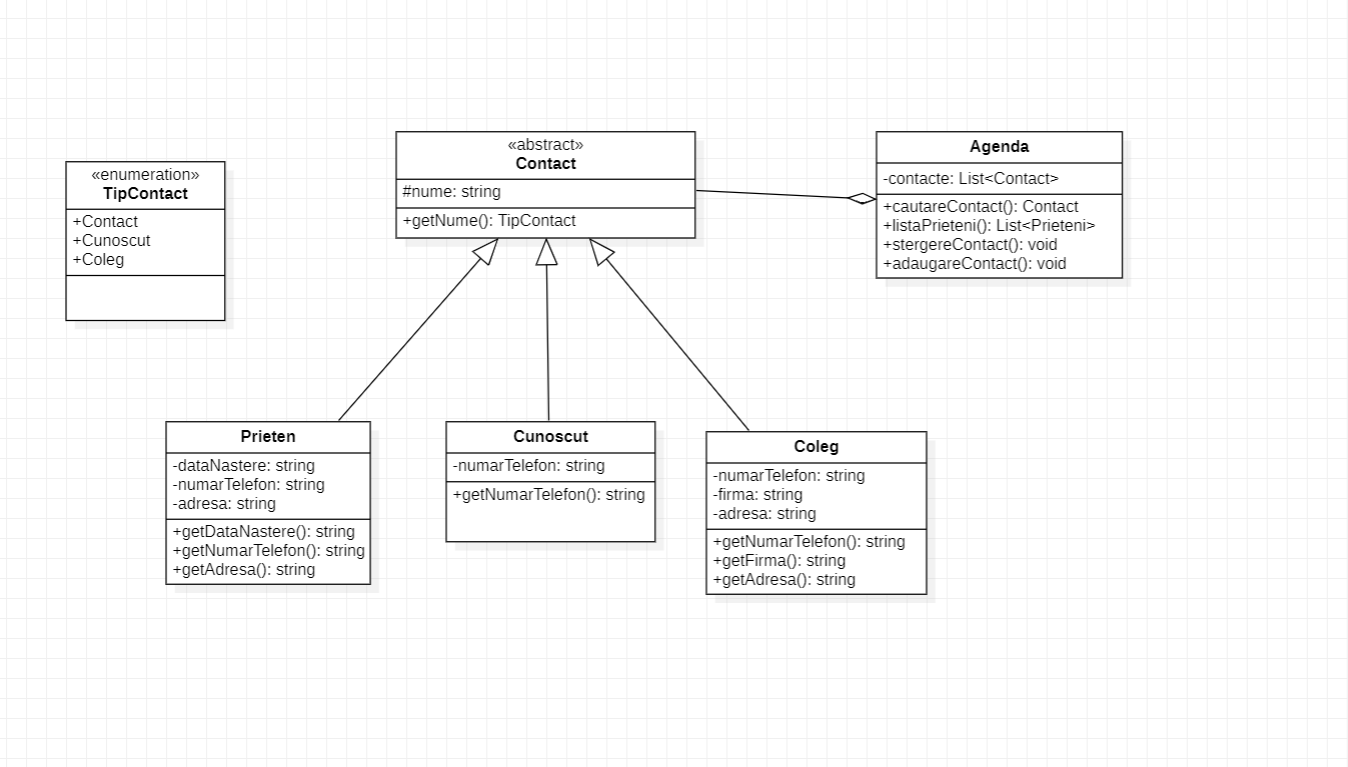 «enumeration»
TipContact
+Contact
+Cunoscut
+Coleg
«abstract»
Contact
#nume: string
+getNume(): TipContact
Agenda
-contacte: List<Contact>
+cautareContact(): Contact
+listaPrieteni(): List<Prieteni>
+stergereContact(): void
+adaugareContact(): void
Prieten
-dataNastere: string
-numarTelefon: string
-adresa: string
+getDataNastere(): string
+getNumarTelefon(): string
+getAdresa(): string
Cunoscut
-numarTelefon: string
+getNumarTelefon(): string
Coleg
-numarTelefon: string
-firma: string
-adresa: string
+getNumarTelefon(): string
+getFirma(): string
+getAdresa(): string